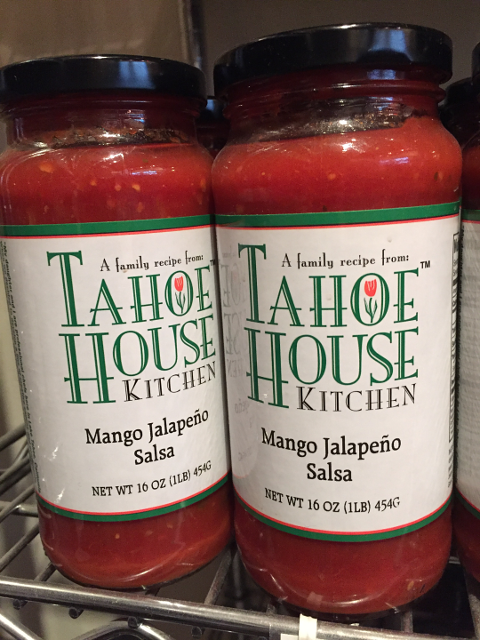 A family recipe from:
TAHOE
HOUSE
KITCHEN
Mango Jalapeño
Salsa
NET WT 16 OZ (1LB) 454G
A family recipe from:
TAHOE™
HOUSE
KITCHEN
Mango Jalapeño
Salsa
NET WT 16 OZ (1LB) 454G